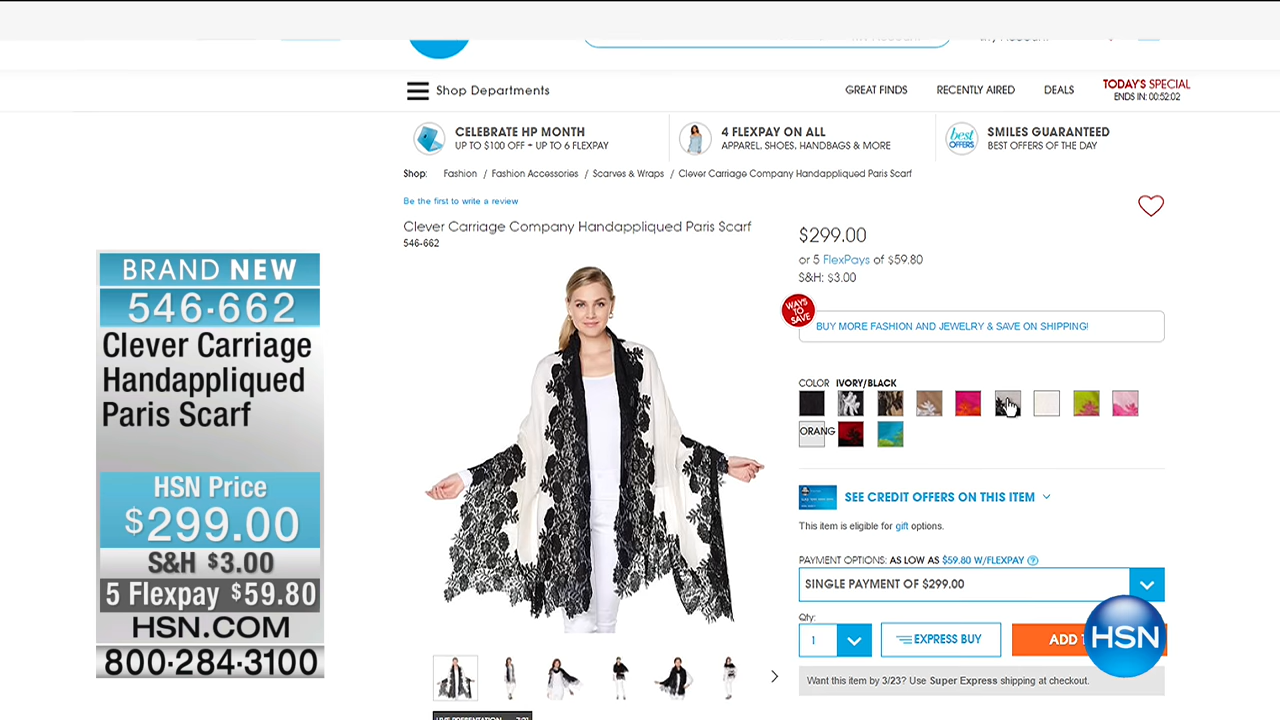 Shop Departments
GREAT FINDS
RECENTLY AIRED
DEALS
TODAY'S SPECIAL
ENDS IN: 00:52:02
CELEBRATE HP MONTH
UP TO $100 OFF + UP TO 6 FLEXPAY
4 FLEXPAY ON ALL
APPAREL, SHOES, HANDBAGS & MORE
best
OFFERS
SMILES GUARANTEED
BEST OFFERS OF THE DAY
Shop: Fashion / Fashion Accessories / Scarves & Wraps / Clever Carriage Company Handappliqued Paris Scarf
Be the first to write a review
Clever Carriage Company Handappliqued Paris Scarf
546-662
$299.00
or 5 FlexPays of $59.80
S&H: $3.00
WAYS
TO
SAVE
BUY MORE FASHION AND JEWELRY & SAVE ON SHIPPING!
COLOR IVORY/BLACK
ORANG
SEE CREDIT OFFERS ON THIS ITEM
This item is eligible for gift options.
PAYMENT OPTIONS: AS LOW AS $59.80 W/FLEXPAY ?
SINGLE PAYMENT OF $299.00
Qty:
1
EXPRESS BUY
ADD
HSN
Want this item by 3/23? Use Super Express shipping at checkout.
BRAND NEW
546·662
Clever Carriage
Handappliqued
Paris Scarf
HSN Price
$299.00
S&H $3.00
5 Flexpay $59.80
HSN.COM
800·284·3100